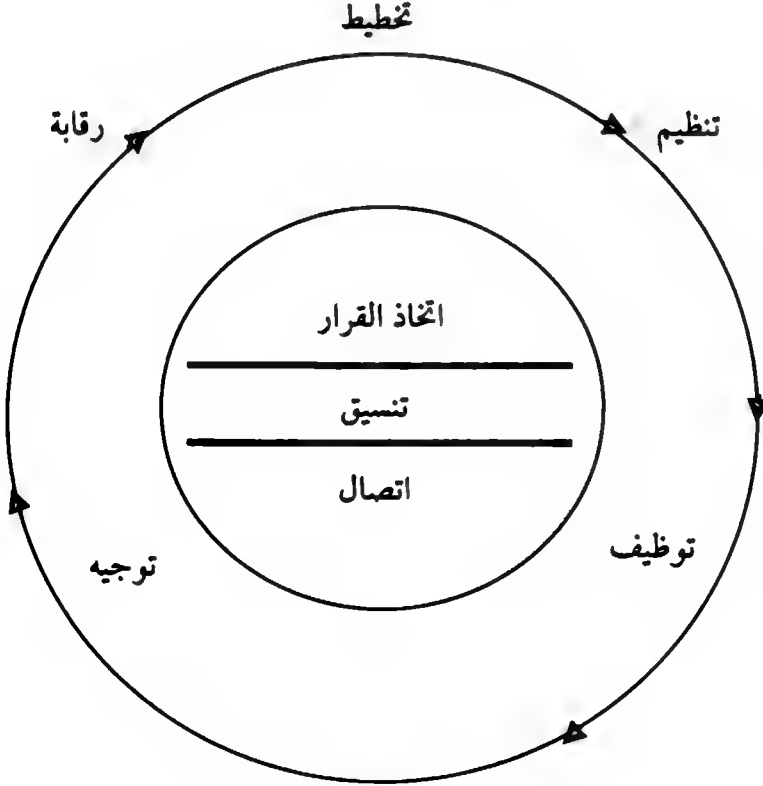 تخطيط
تنظيم
رقابة
اتخاذ القرار
تنسيق
اتصال
توظيف
توجيه